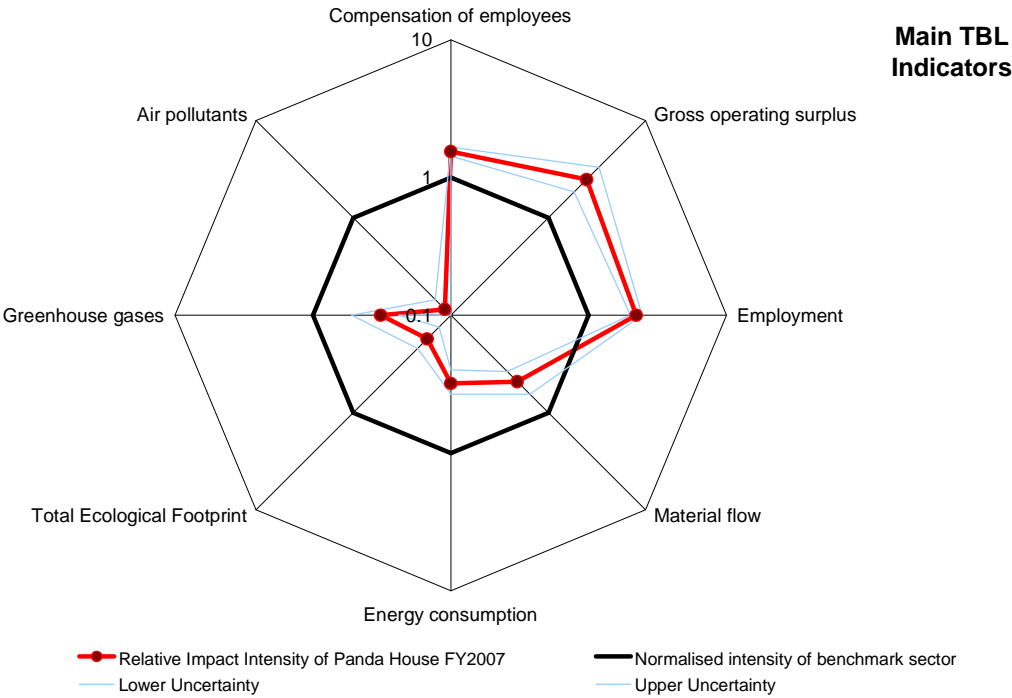 Compensation of employees
10
Main TBL
Indicators
Air pollutants
Gross operating surplus
1
Greenhouse gases
0.1
Employment
Total Ecological Footprint
Material flow
Energy consumption
Relative Impact Intensity of Panda House FY2007
Normalised intensity of benchmark sector
Lower Uncertainty
Upper Uncertainty